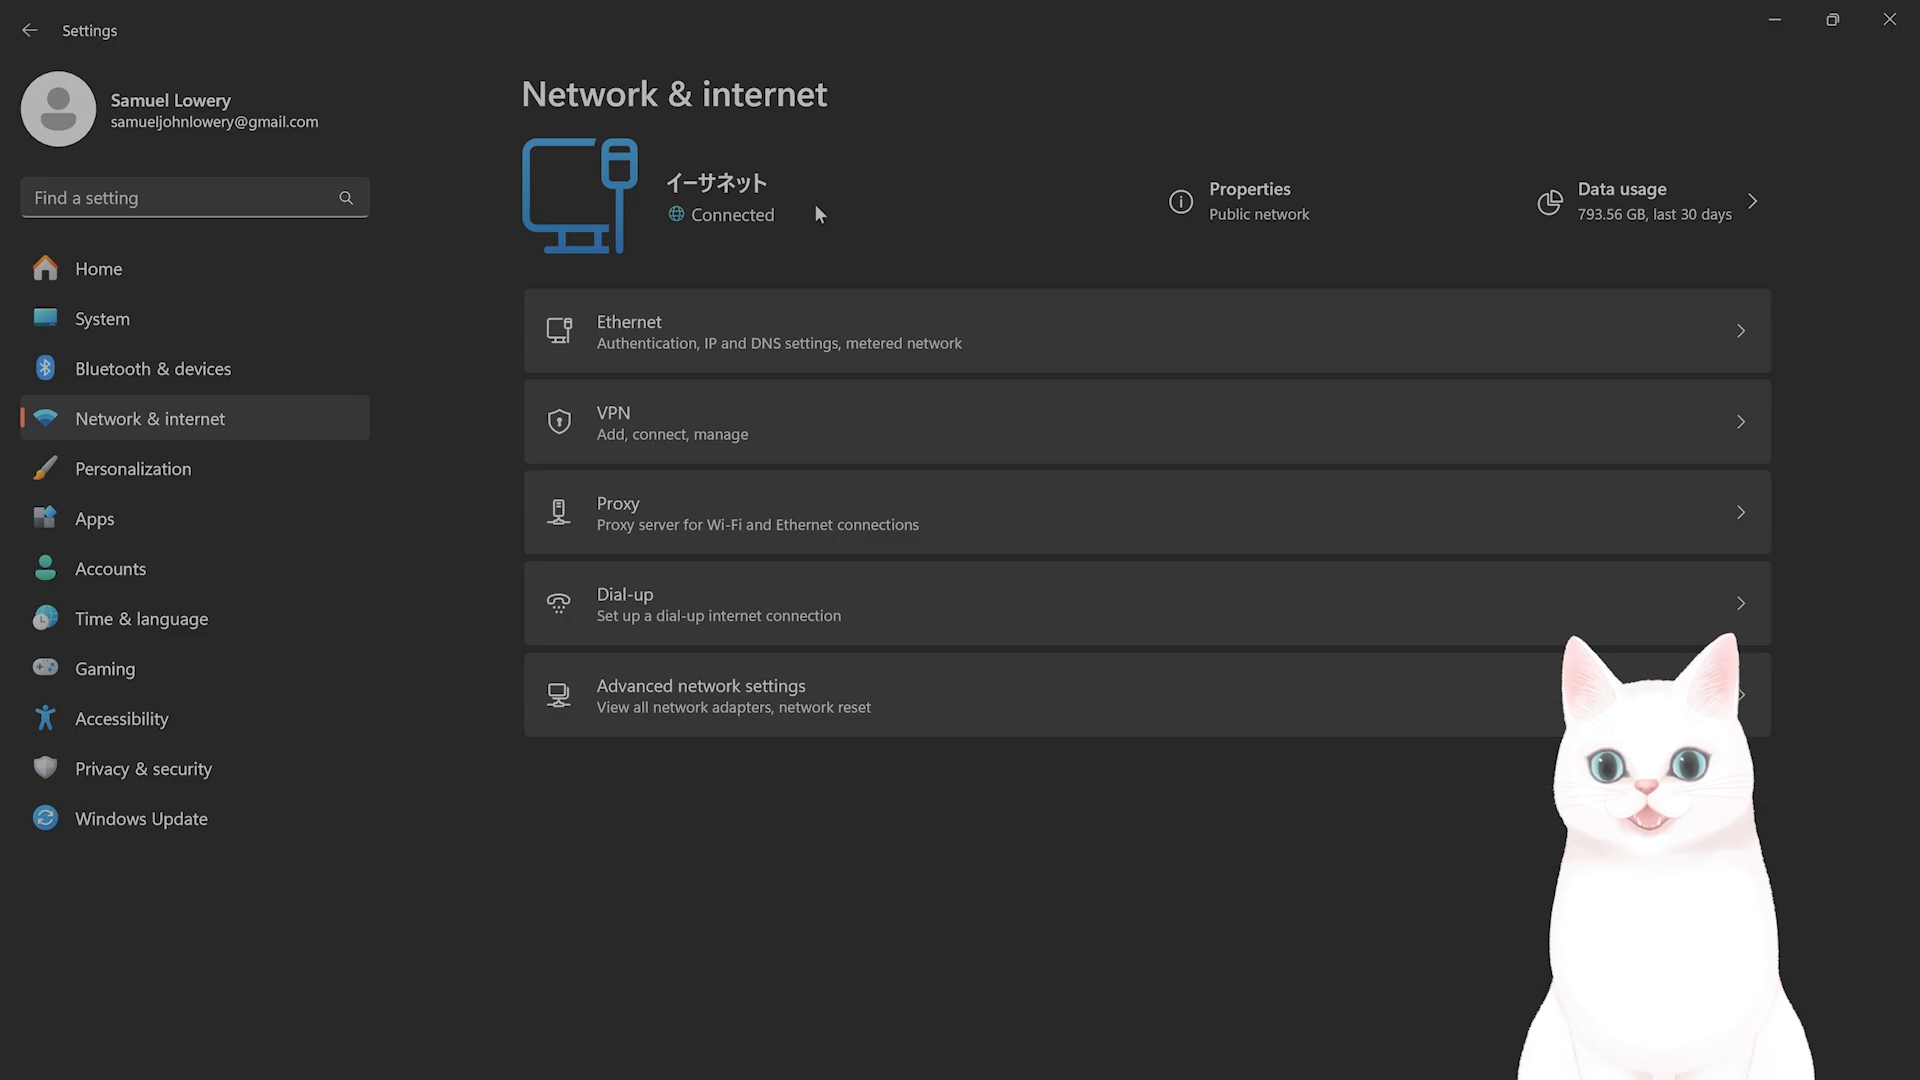 Settings
Samuel Lowery
samueljohnlowery@gmail.com
Find a setting
Home
System
Bluetooth & devices
Network & internet
Personalization
Apps
Accounts
Time & language
Gaming
Accessibility
Privacy & security
Windows Update
Network & internet
イーサネット
Connected
Properties
Public network
Data usage
793.56 GB, last 30 days
Ethernet
Authentication, IP and DNS settings, metered network
VPN
Add, connect, manage
Proxy
Proxy server for Wi-Fi and Ethernet connections
Dial-up
Set up a dial-up internet connection
Advanced network settings
View all network adapters, network reset